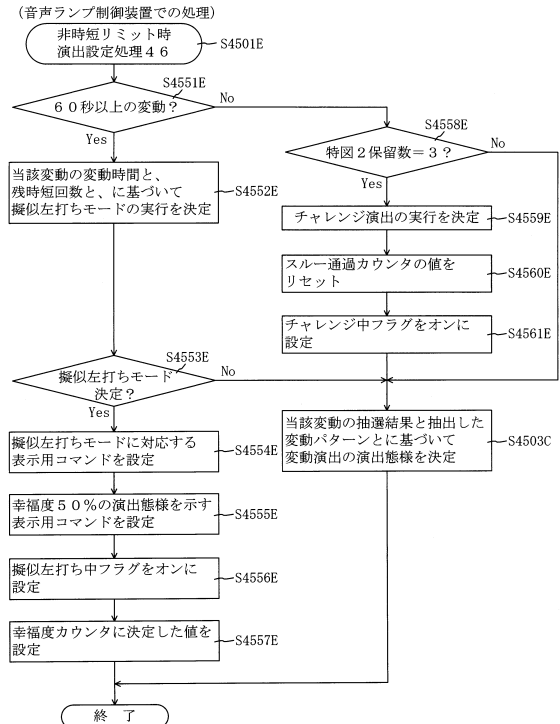 (音声ランプ制御装置での処理)
非時短リミット時
演出設定処理46
S4501E
S4551E
60秒以上の変動?
No
Yes
S4558E
特図2保留数=3?
No
Yes
当該変動の変動時間と、
残時短回数と、に基づいて
擬似左打ちモードの実行を決定
S4552E
チャレンジ演出の実行を決定
S4559E
スルー通過カウンタの値を
リセット
S4560E
チャレンジ中フラグをオンに
設定
S4561E
S4553E
擬似左打ちモード
決定?
No
Yes
当該変動の抽選結果と抽出した
変動パターンとに基づいて
変動演出の演出態様を決定
S4503C
擬似左打ちモードに対応する
表示用コマンドを設定
S4554E
幸福度50%の演出態様を示す
表示用コマンドを設定
S4555E
擬似左打ち中フラグをオンに
設定
S4556E
幸福度カウンタに決定した値を
設定
S4557E
終 了